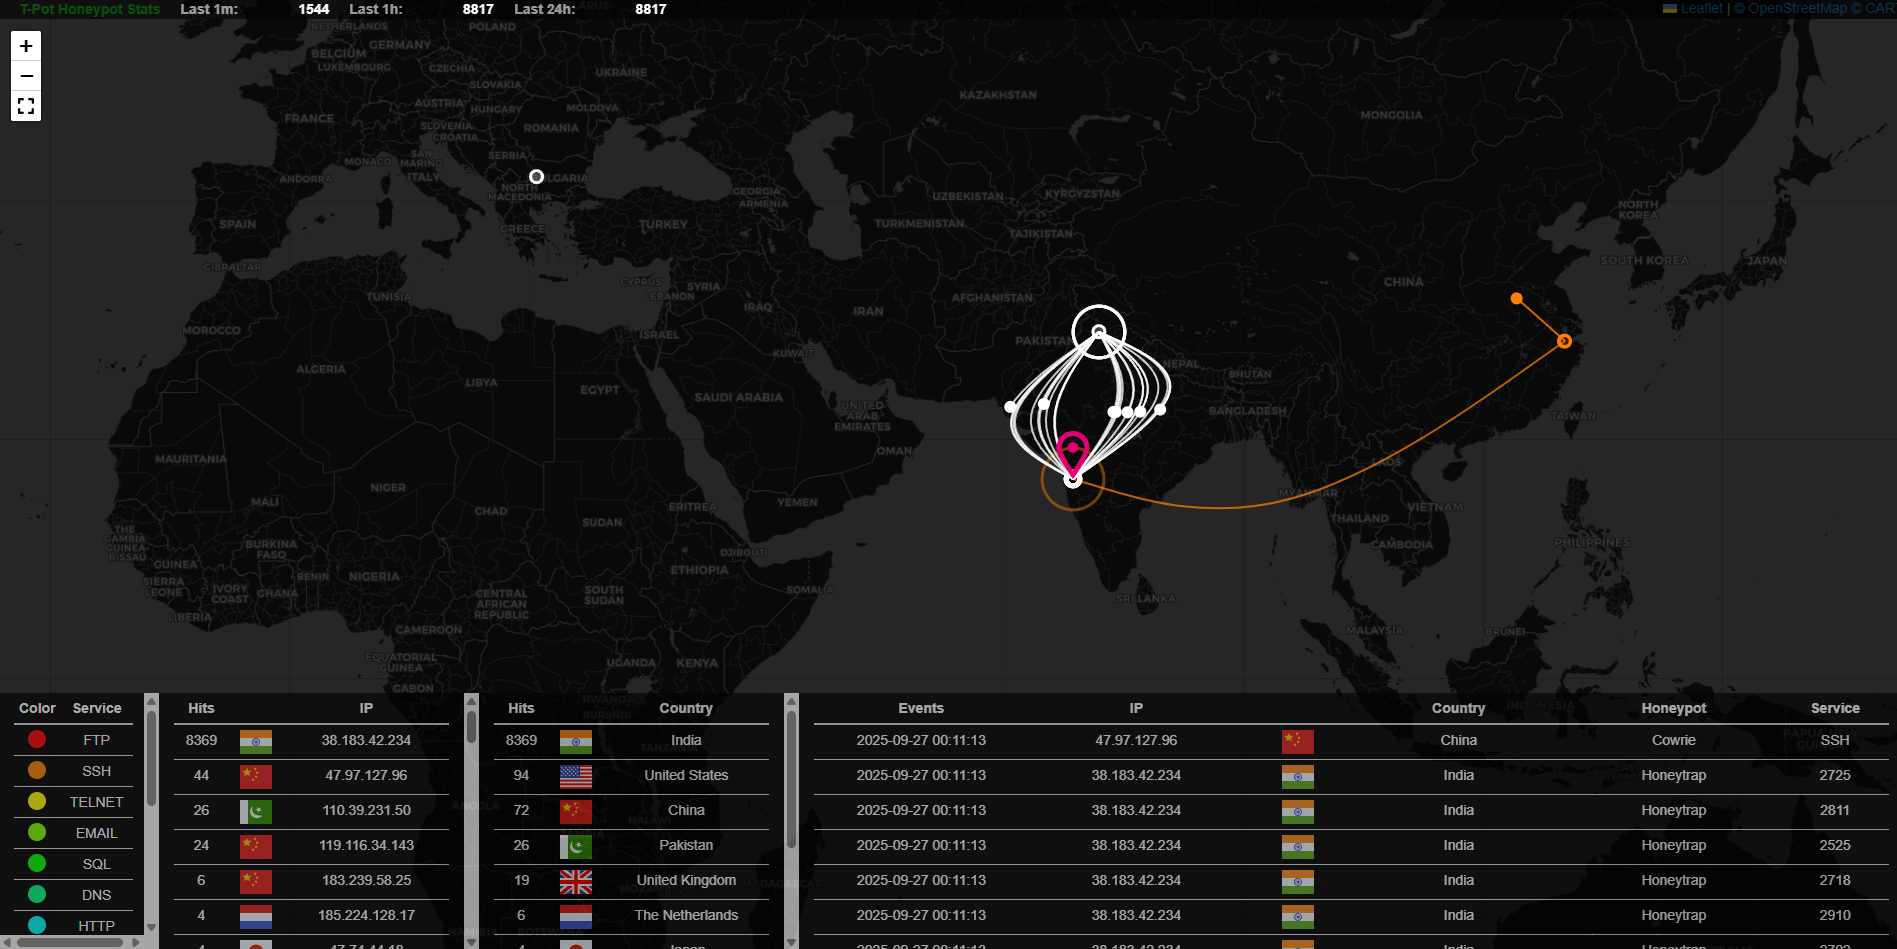 T-Pot Honeypot Stats Last 1m: 1544 Last 1h: 8817 Last 24h: 8817
Leaflet | © OpenStreetMap © CAR
+
−
NETHERLANDS
POLAND
BELGIUM
GERMANY
LUXEMBOURG
CZECHIA
UKRAINE
SLOVAKIA
KAZAKHSTAN
AUSTRIA
HUNGARY
MOLDOVA
MONGOLIA
FRANCE
SLOVENIA
CROATIA
ROMANIA
MONACO
SAN MARINO
SERBIA
ITALY
ANDORRA
LGARIA
NORTH MACEDONIA
GEORGIA
ARMENIA
UZBEKISTAN
KYRGYZSTAN
NORTH KOREA
SPAIN
GREECE
TURKEY
TURKMENISTAN
TAJIKISTAN
SOUTH KOREA
JAPAN
GIBRALTAR
TUNISIA
CYPRUS
LEBANON
SYRIA
IRAQ
IRAN
AFGHANISTAN
CHINA
MOROCCO
ISRAEL
KUWAIT
PAKISTAN
NEPAL
BHUTAN
ALGERIA
LIBYA
EGYPT
SAUDI ARABIA
UNITED ARAB EMIRATES
BANGLADESH
TAIWAN
MAURITANIA
OMAN
LAOS
MALI
NIGER
CHAD
SUDAN
ERITREA
YEMEN
MYANMAR
VIETNAM
THE GAMBIA
GUINEA BISSAU
THAILAND
GUINEA
BURKINA FASO
BENIN
NIGERIA
DJIBOUTI
ETHIOPIA
CAMBODIA
PHILIPPINES
SIERRA LEONE
IVORY COAST
GHANA
LIBERIA
CENTRAL AFRICAN REPUBLIC
SOUTH SUDAN
SOMALIA
SRI LANKA
CAMEROON
MALAYSIA
BRUNEI
EQUATORIAL GUINEA
UGANDA
KENYA
GABON
RWANDA
BURUNDI
INDONESIA
TANZANIA
ANGOLA
MALAWI
MOZAMBIQUE
MADAGASCAR
NAMIBIA
BOTSWANA
Color Service
FTP
SSH
TELNET
EMAIL
SQL
DNS
HTTP
Hits IP
8369 38.183.42.234
44 47.97.127.96
26 110.39.231.50
24 119.116.34.143
6 183.239.58.25
4 185.224.128.17
4 47.74.44.18
Hits Country
8369 India
94 United States
72 China
26 Pakistan
19 United Kingdom
6 The Netherlands
4 Japan
Events IP Country Honeypot Service
2025-09-27 00:11:13 47.97.127.96 China Cowrie SSH
2025-09-27 00:11:13 38.183.42.234 India Honeytrap 2725
2025-09-27 00:11:13 38.183.42.234 India Honeytrap 2811
2025-09-27 00:11:13 38.183.42.234 India Honeytrap 2525
2025-09-27 00:11:13 38.183.42.234 India Honeytrap 2718
2025-09-27 00:11:13 38.183.42.234 India Honeytrap 2910
2025-09-27 00:11:13 38.183.42.234 India Honeytrap